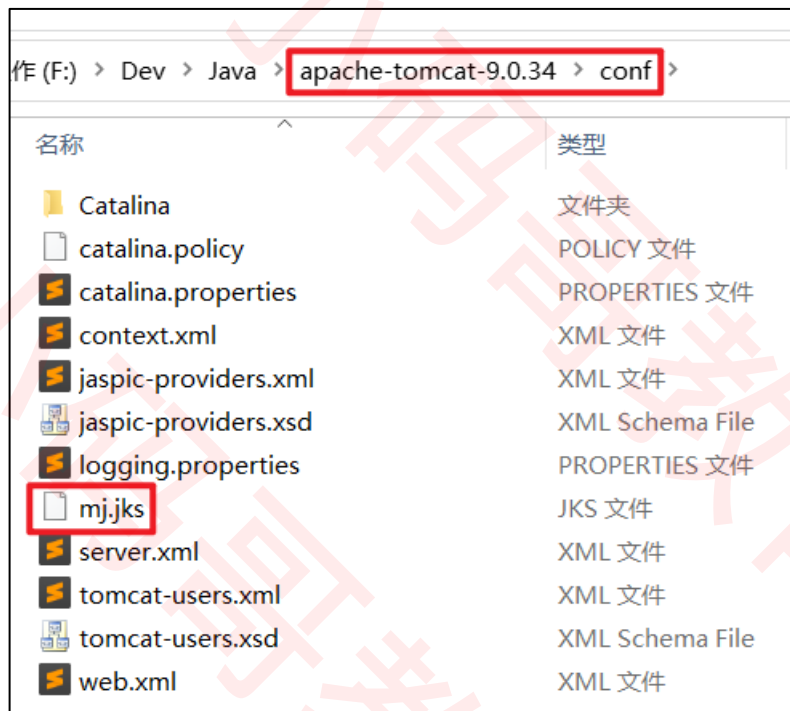 作 (F:) > Dev > Java > apache-tomcat-9.0.34 > conf >
名称 类型
Catalina 文件夹
catalina.policy POLICY 文件
catalina.properties PROPERTIES 文件
context.xml XML 文件
jaspic-providers.xml XML 文件
jaspic-providers.xsd XML Schema File
logging.properties PROPERTIES 文件
mj.jks JKS 文件
server.xml XML 文件
tomcat-users.xml XML 文件
tomcat-users.xsd XML Schema File
web.xml XML 文件